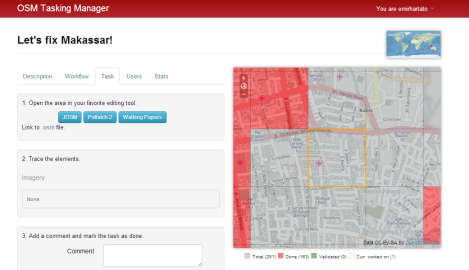 OSM Tasking Manager
You are emirhartato
Let's fix Makassar!
Description
Workflow
Task
Users
Stats
1. Open the area in your favorite editing tool.
JOSM
Potlatch 2
Walking Papers
Link to .osm file.
2. Trace the elements.
Imagery
None
3. Add a comment and mark the task as done.
Comment
Data CC-By-SA by
Total (261)
Done (163)
Validated (0)
Curr. worked on (1)